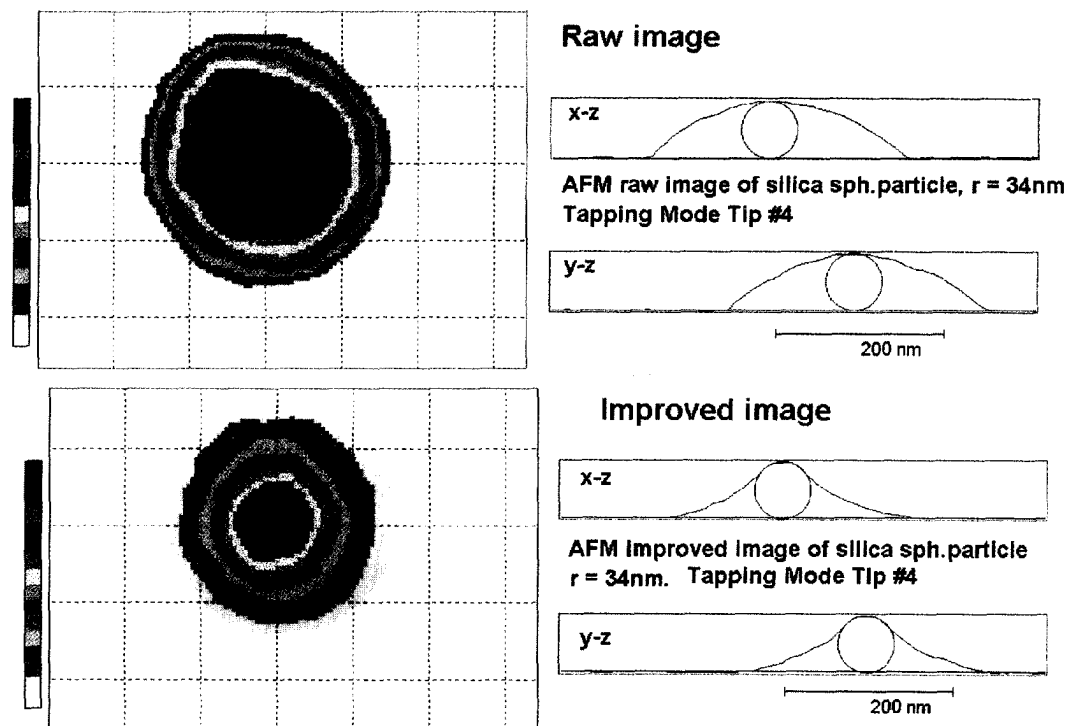 Raw image
x-z
AFM raw image of silica sph.particle, r = 34nm
Tapping Mode Tip #4
y-z
200 nm
Improved image
x-z
AFM Improved Image of silica sph.particle
r = 34nm. Tapping Mode Tip #4
y-z
200 nm